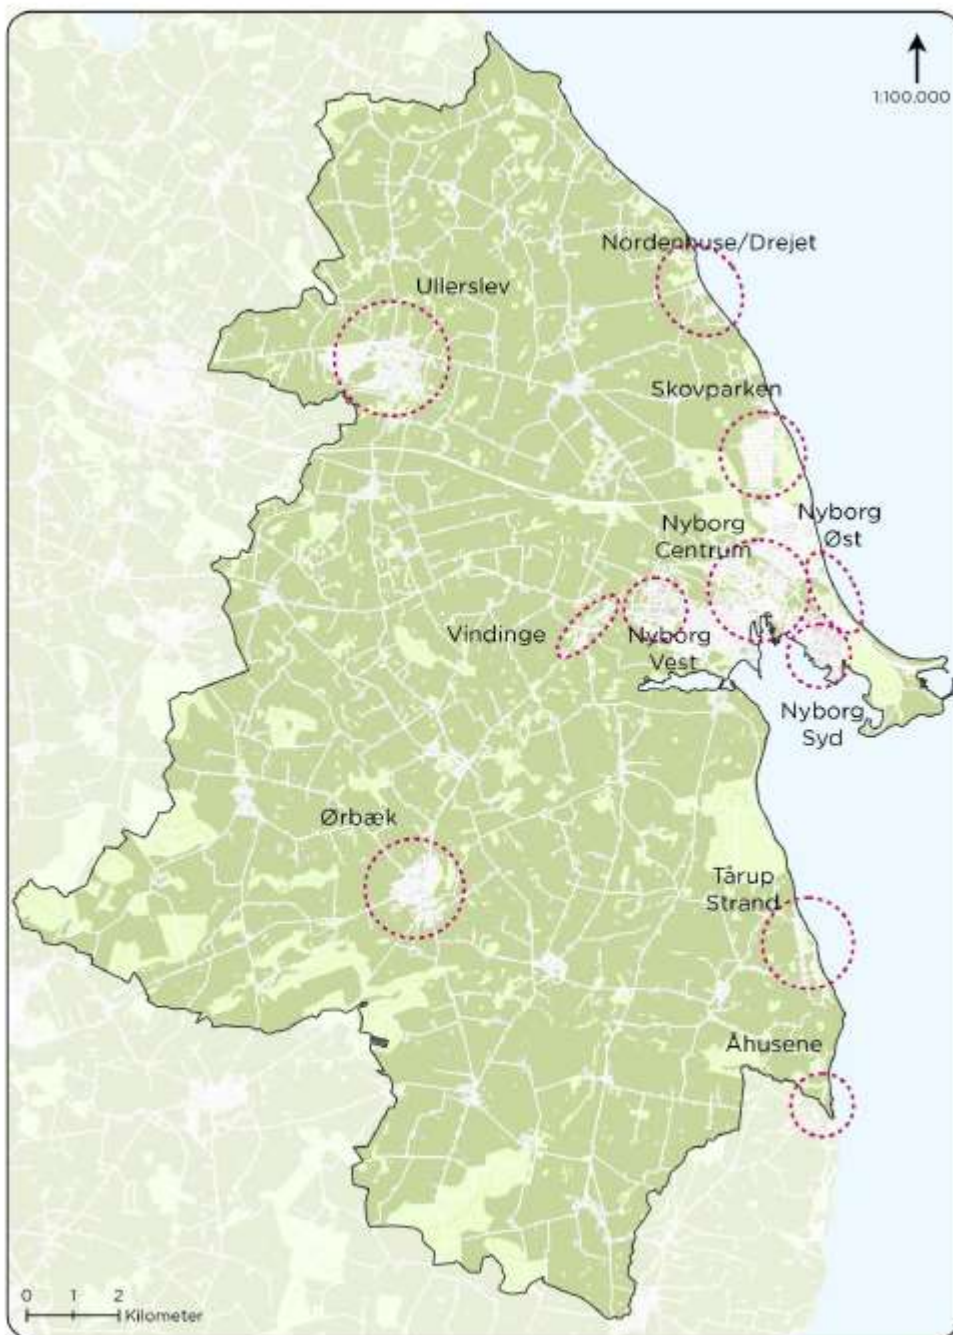 1:100.000
Nordenhuse/Drejet
Ullerslev
Skovparken
Nyborg
Øst
Nyborg
Centrum
Vindinge
Nyborg
Vest
Nyborg
Syd
Ørbæk
Tårup
Strand
Åhusene
0 1 2
Kilometer